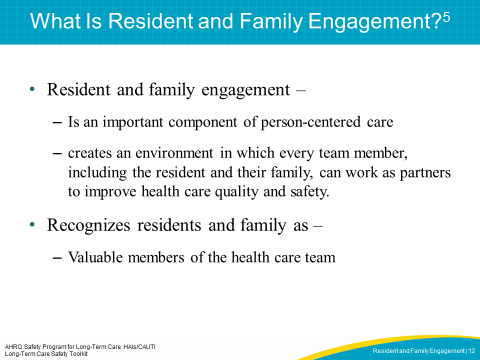 What Is Resident and Family Engagement?⁵
• Resident and family engagement –
– Is an important component of person-centered care
– creates an environment in which every team member,
including the resident and their family, can work as partners
to improve health care quality and safety.
• Recognizes residents and family as –
– Valuable members of the health care team
AHRQ Safety Program for Long-Term Care: HAIs/CAUTI
Long-Term Care Safety Toolkit
Resident and Family Engagement | 12